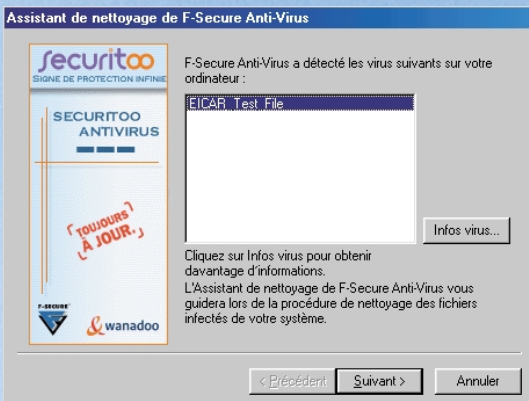 Assistant de nettoyage de F-Secure Anti-Virus
securitoo
SIGNE DE PROTECTION INFINIE
SECURITOO
ANTIVIRUS
TOUJOURS
À JOUR.
F-SECURE
wanadoo
F-Secure Anti-Virus a détecté les virus suivants sur votre
ordinateur :
EICAR_Test_File
Infos virus...
Cliquez sur Infos virus pour obtenir
davantage d'informations.
L'Assistant de nettoyage de F-Secure Anti-Virus vous
guidera lors de la procédure de nettoyage des fichiers
infectés de votre système.
< Précédent
Suivant >
Annuler